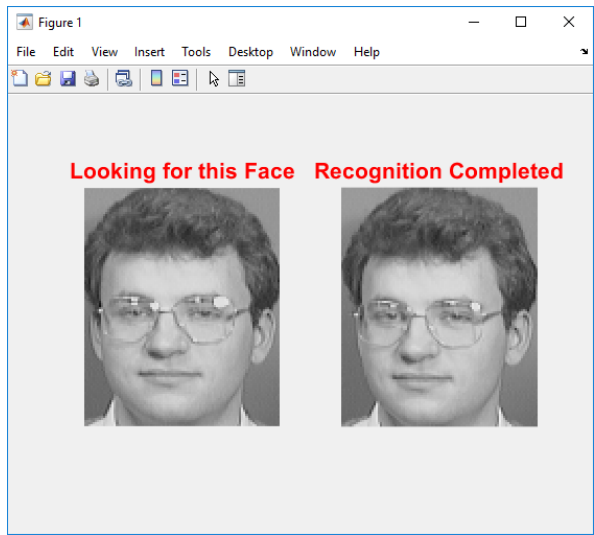 Figure 1
File Edit View Insert Tools Desktop Window Help
Looking for this Face Recognition Completed